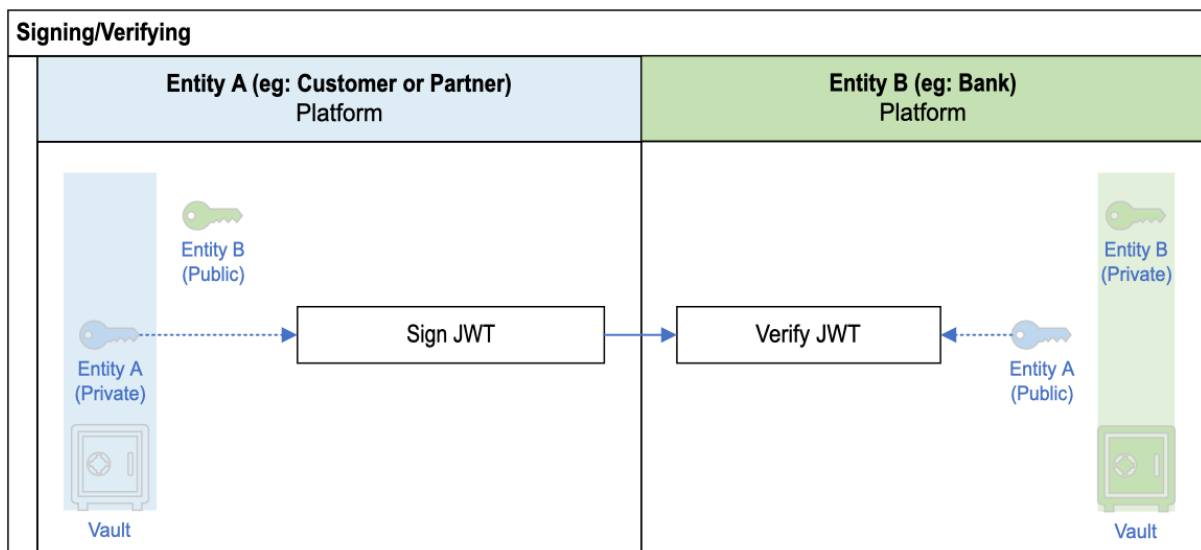 Signing/Verifying
Entity A (eg: Customer or Partner)
Platform
Entity B (eg: Bank)
Platform
Entity B
(Public)
Entity B
(Private)
Sign JWT
Verify JWT
Entity A
(Private)
Entity A
(Public)
Vault
Vault